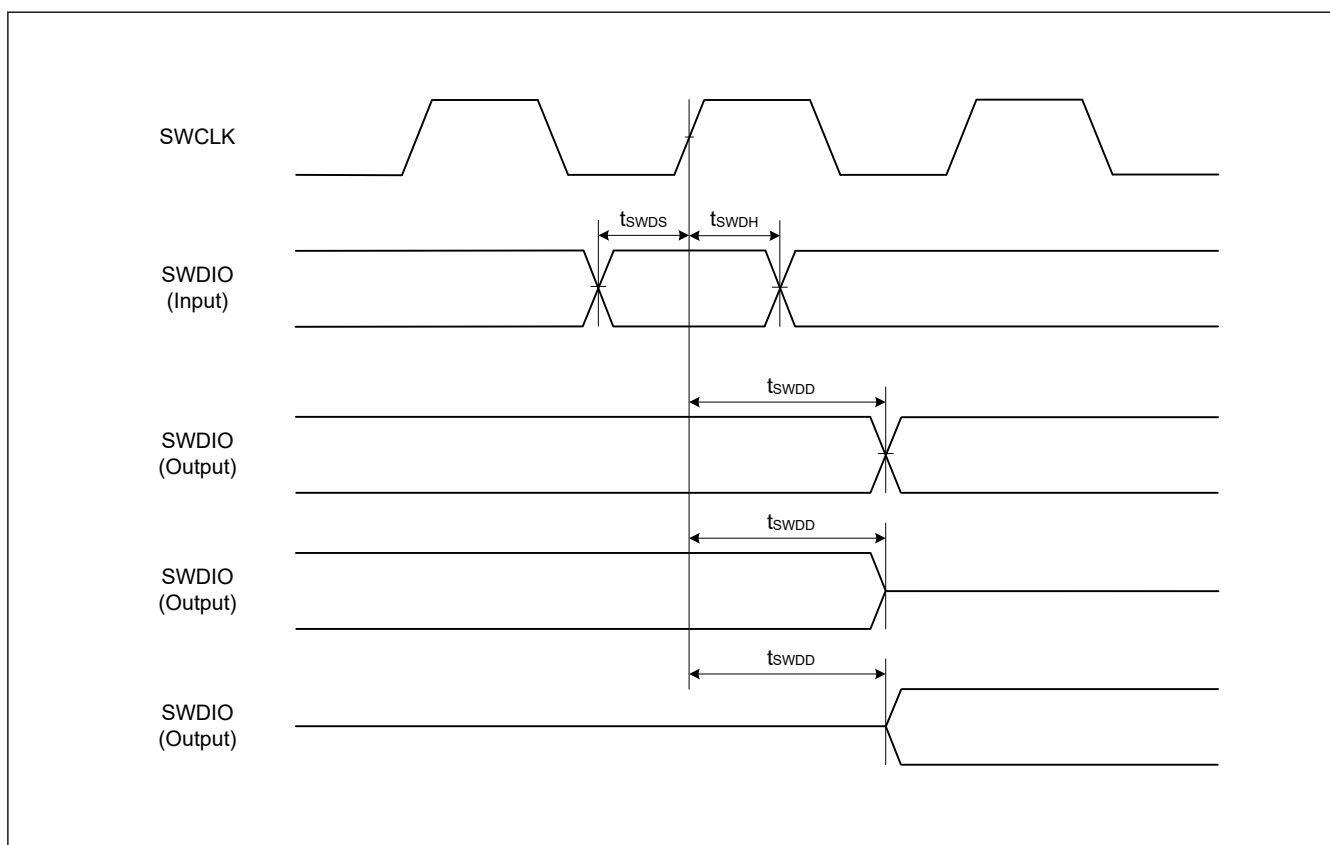 SWCLK
tSWDS
tSWDH
SWDIO
(Input)
tSWDD
SWDIO
(Output)
tSWDD
SWDIO
(Output)
tSWDD
SWDIO
(Output)